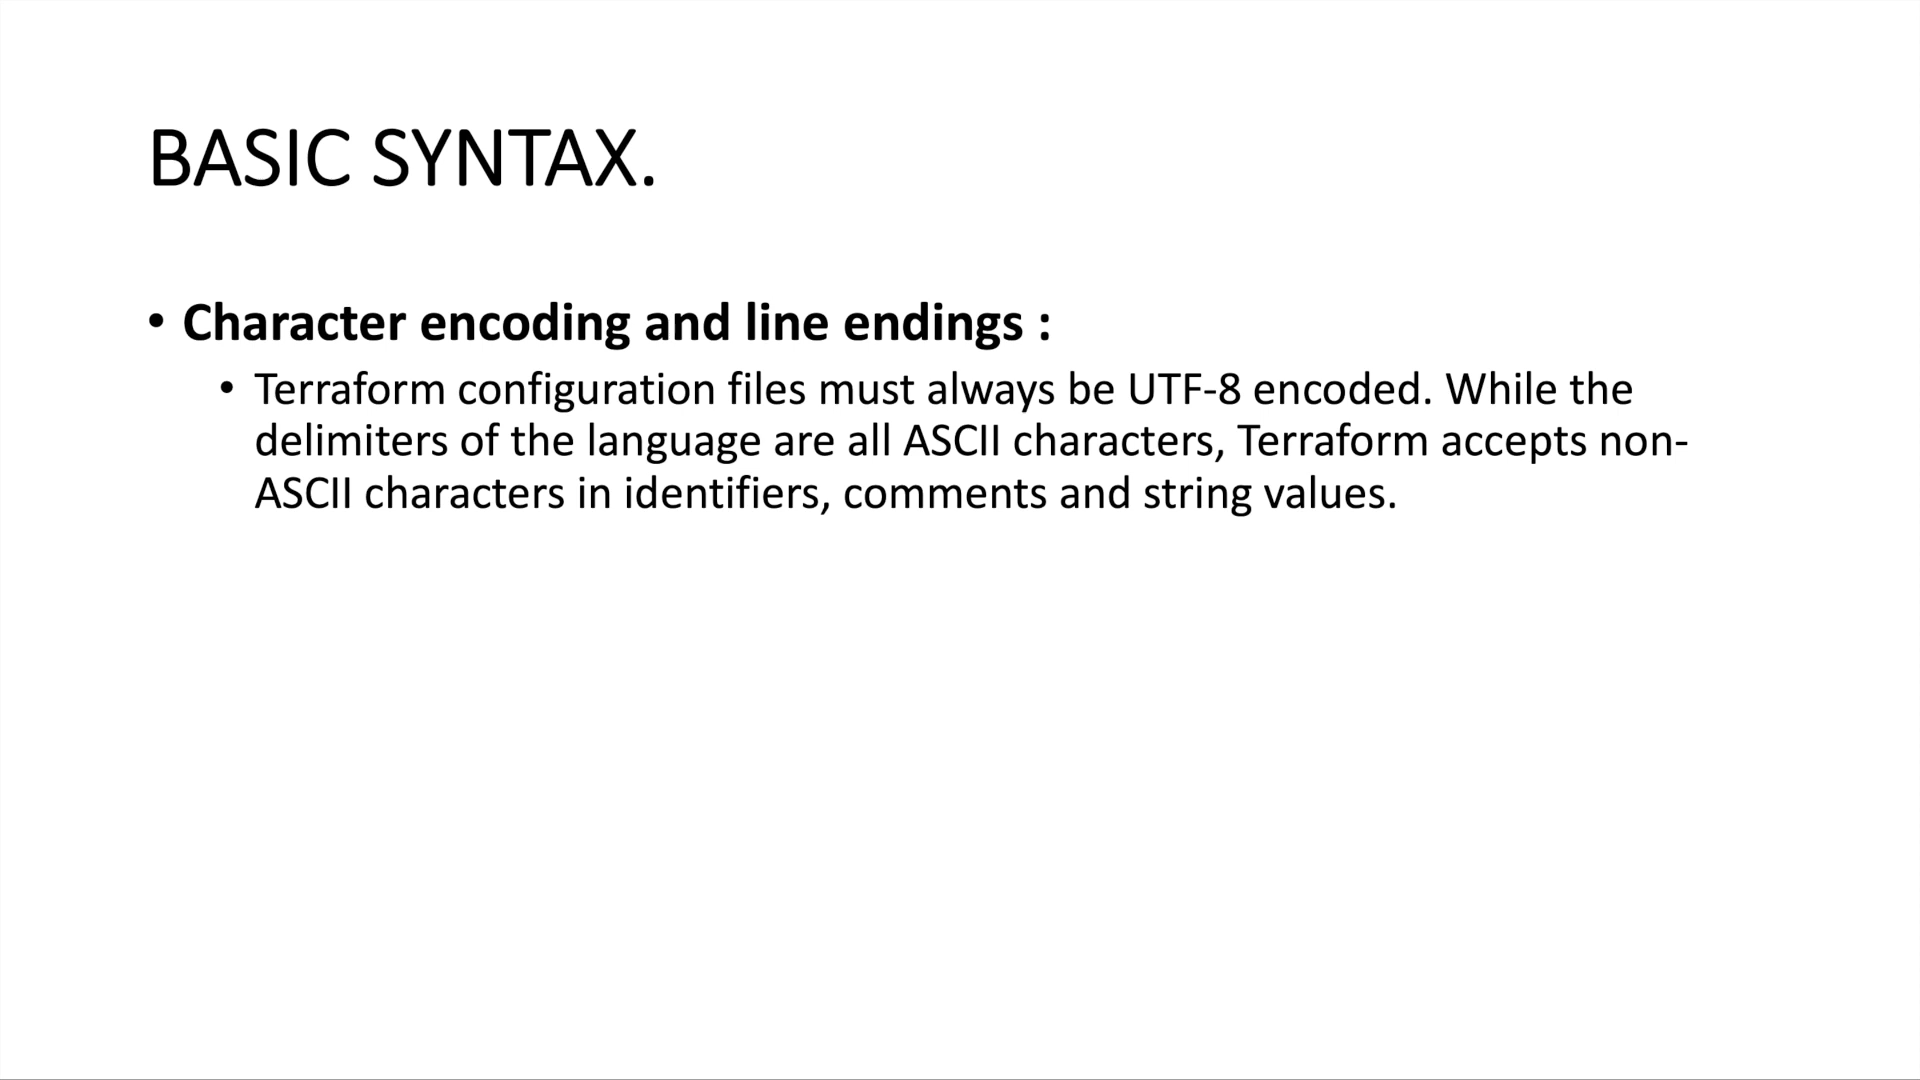 BASIC SYNTAX.
• Character encoding and line endings :
• Terraform configuration files must always be UTF-8 encoded. While the
delimiters of the language are all ASCII characters, Terraform accepts non-
ASCII characters in identifiers, comments and string values.